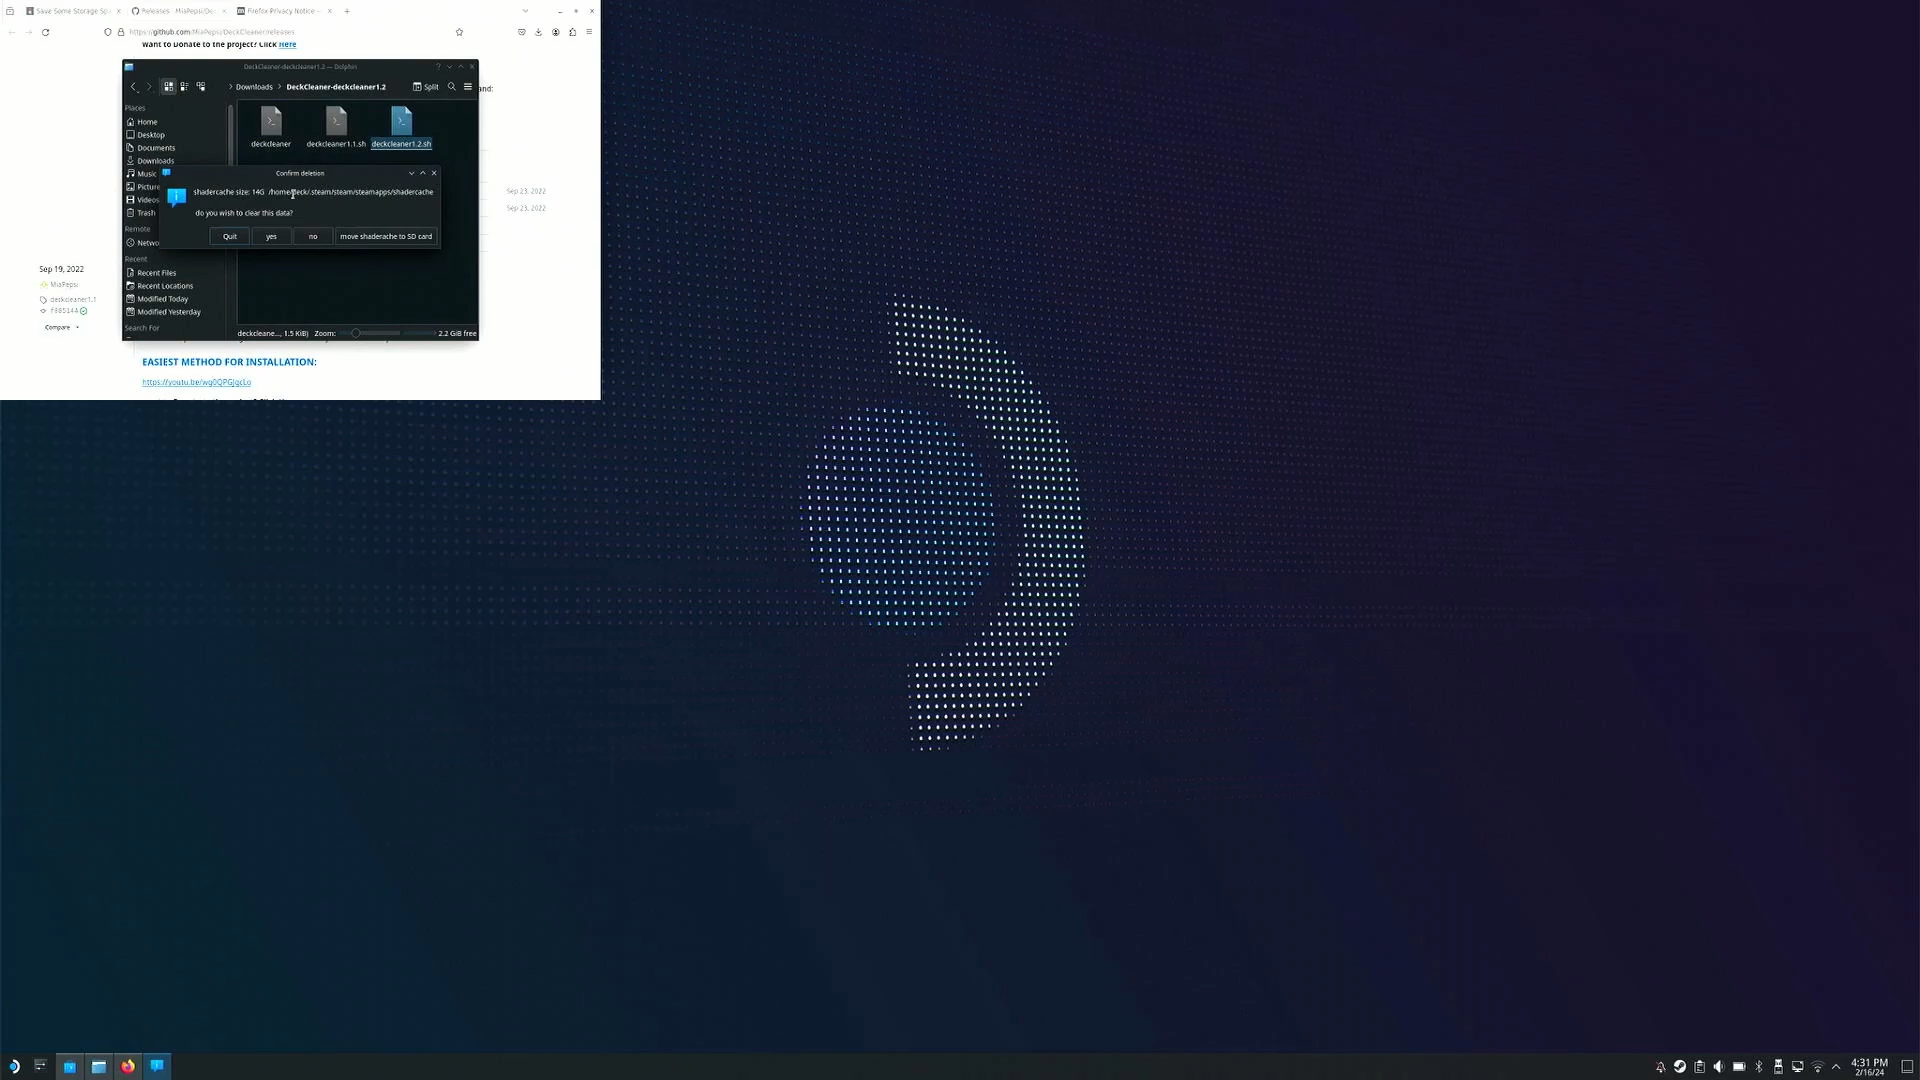 Save Some Storage Sp
Releases · MiaPepsi/De
Firefox Privacy Notice —
https://github.com/MiaPepsi/DeckCleaner/releases
Want to Donate to the project? Click Here
DeckCleaner-deckcleaner1.2 — Dolphin
Downloads > DeckCleaner-deckcleaner1.2
Split
and:
Places
Home
Desktop
Documents
Downloads
Music
Picture
Videos
Trash
Remote
Netwo
Recent
Recent Files
Recent Locations
Modified Today
Modified Yesterday
Search For
deckcleaner
deckcleaner1.1.sh
deckcleaner1.2.sh
Confirm deletion
shadercache size: 14G /home/deck/.steam/steam/steamapps/shadercache
do you wish to clear this data?
Quit
yes
no
move shaderache to SD card
deckcleane..., 1.5 KiB)
Zoom:
2.2 GiB free
Sep 23, 2022
Sep 23, 2022
Sep 19, 2022
MiaPepsi
deckcleaner1.1
f885144
Compare
EASIEST METHOD FOR INSTALLATION:
4:31 PM
2/16/24